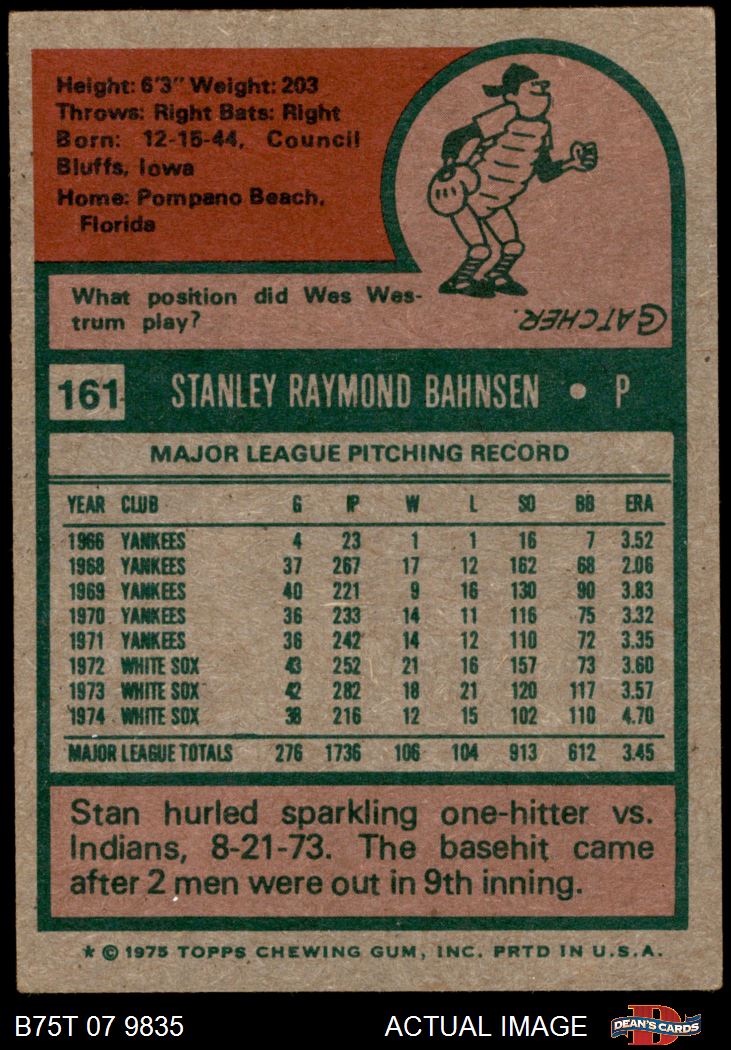 Height: 6'3" Weight: 203
Throws: Right Bats: Right
Born: 12-15-44, Council
Bluffs, Iowa
Home: Pompano Beach,
Florida
What position did Wes Wes-
trum play?
CATCHER.
161 STANLEY RAYMOND BAHNSEN • P
MAJOR LEAGUE PITCHING RECORD
YEAR CLUB G IP W L SO BB ERA
1966 YANKEES 4 23 1 1 16 7 3.52
1968 YANKEES 37 267 17 12 162 68 2.06
1969 YANKEES 40 221 9 16 130 90 3.83
1970 YANKEES 36 233 14 11 116 75 3.32
1971 YANKEES 36 242 14 12 110 72 3.35
1972 WHITE SOX 43 252 21 16 157 73 3.60
1973 WHITE SOX 42 282 18 21 120 117 3.57
1974 WHITE SOX 38 216 12 15 102 110 4.70
MAJOR LEAGUE TOTALS 276 1736 106 104 913 612 3.45
Stan hurled sparkling one-hitter vs.
Indians, 8-21-73. The basehit came
after 2 men were out in 9th inning.
* © 1975 TOPPS CHEWING GUM, INC. PRTD IN U.S.A.
B75T 07 9835 ACTUAL IMAGE D DEAN'S CARDS